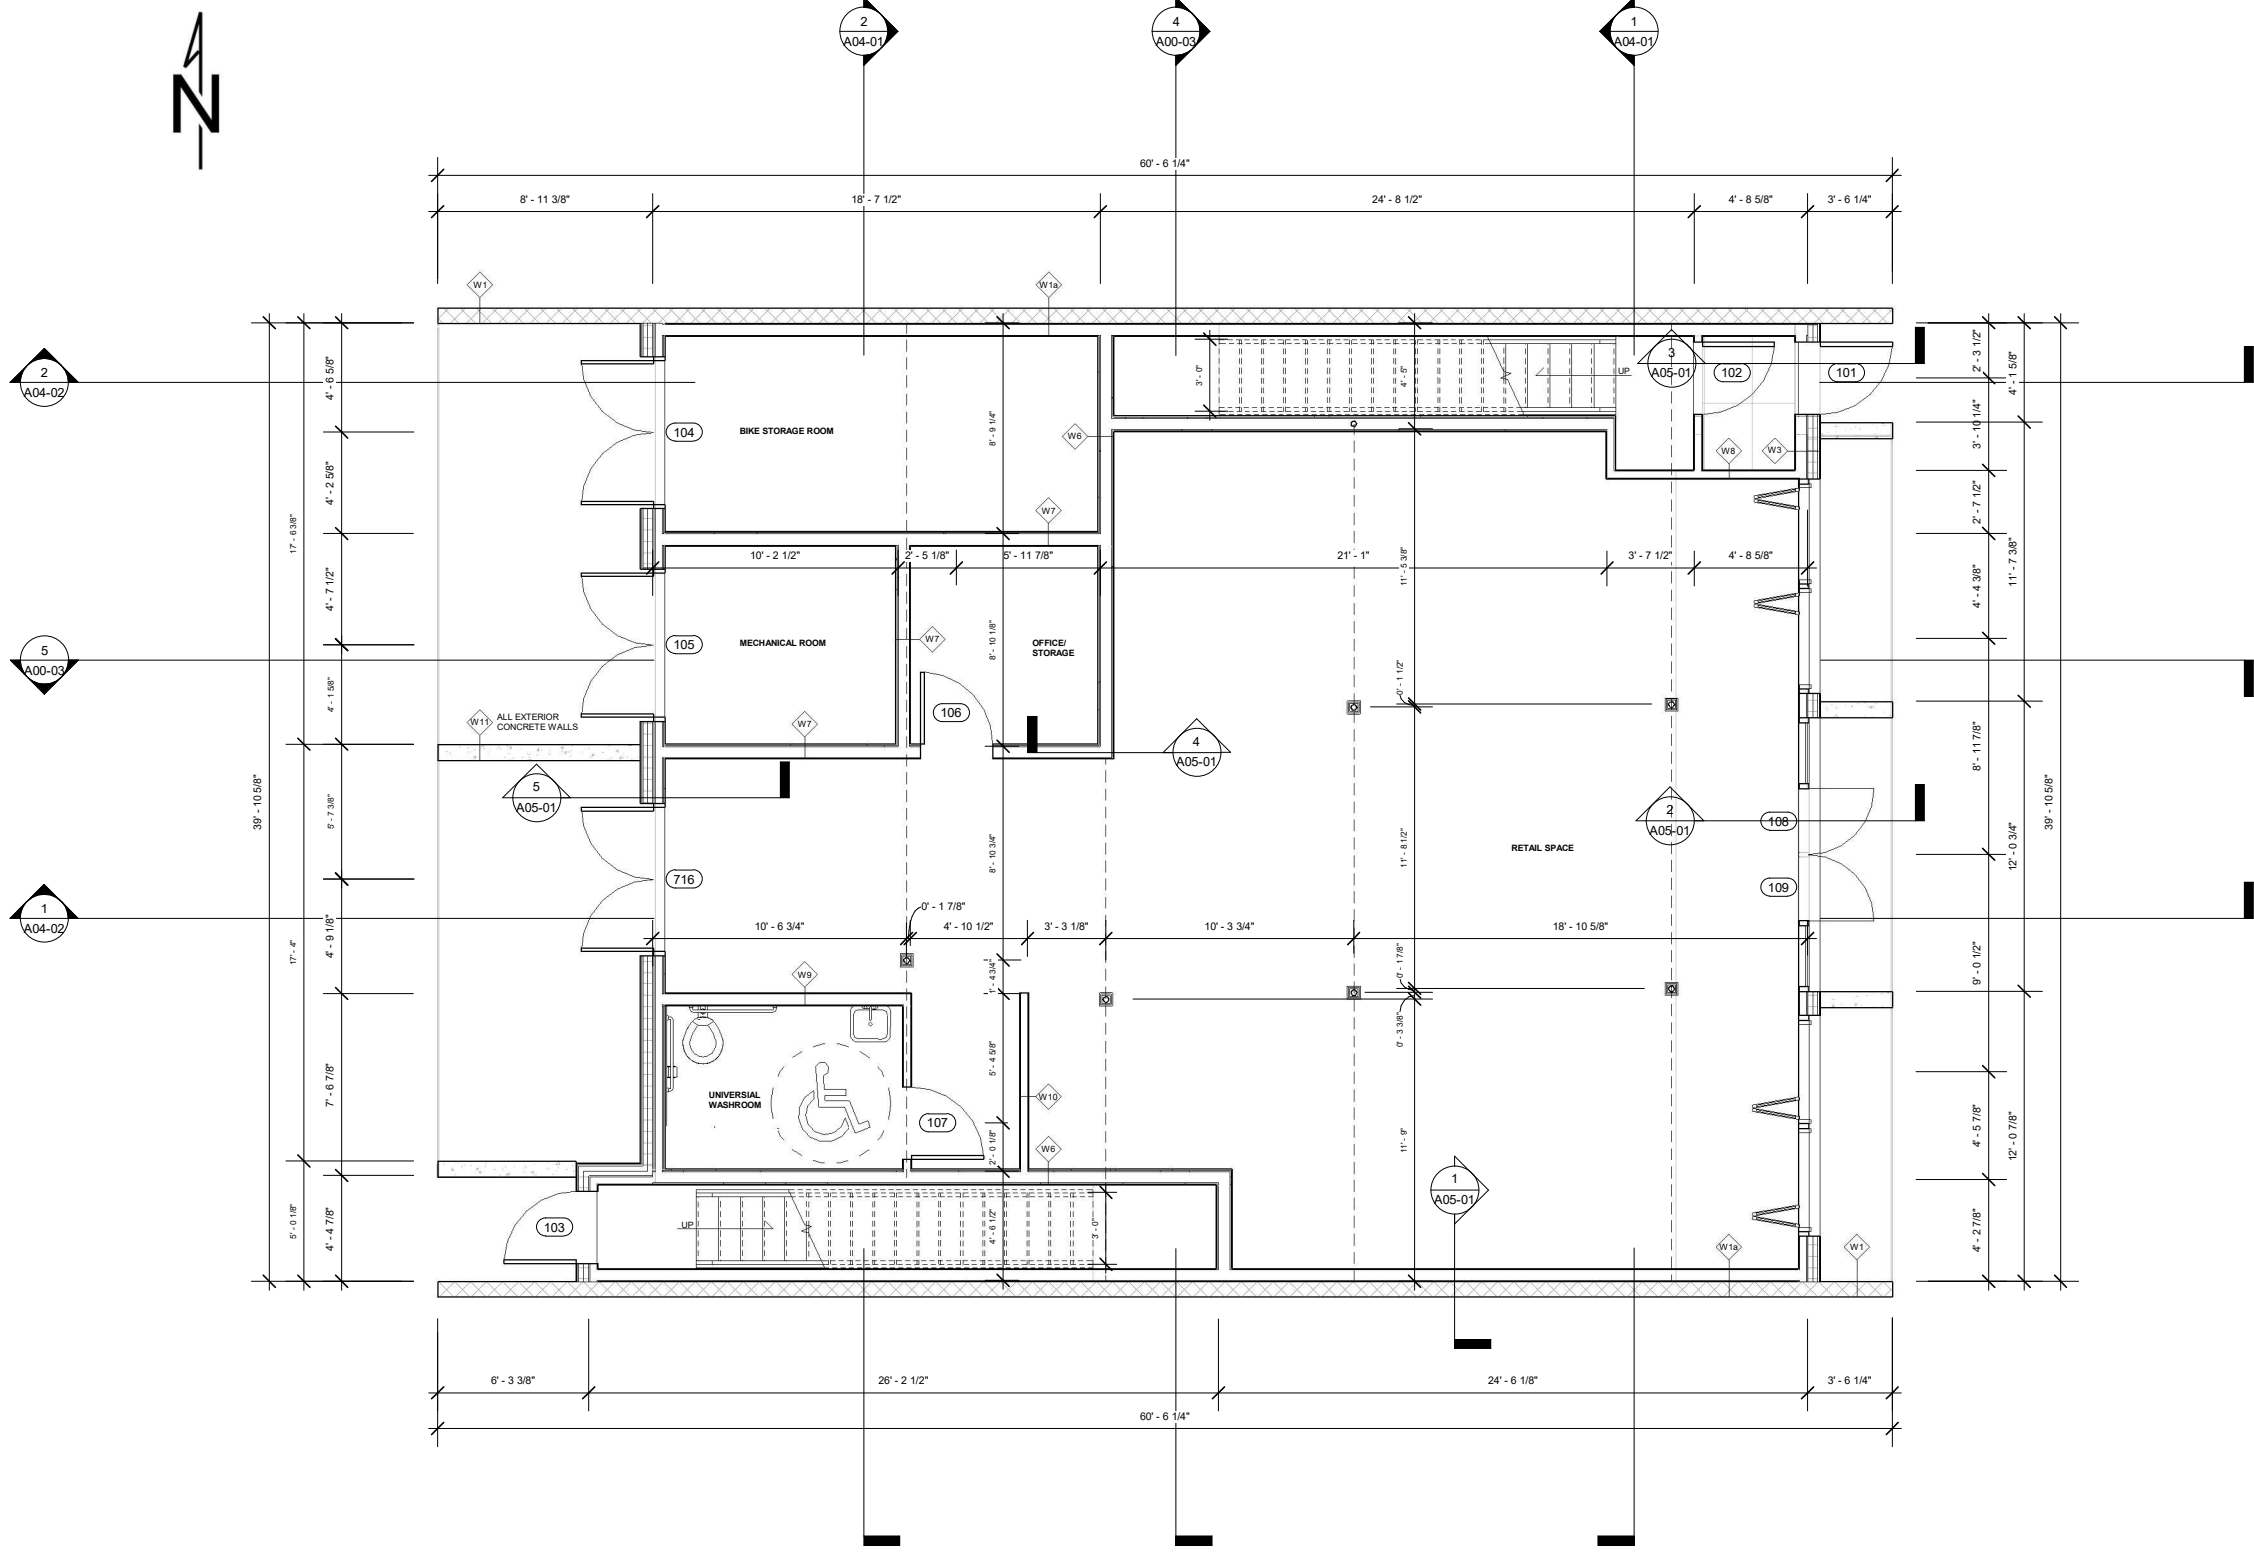 2
A04-01
4
A00-03
1
A04-01
N
60' - 6 1/4"
8' - 11 3/8"
18' - 7 1/2"
24' - 8 1/2"
4' - 8 5/8"
3' - 6 1/4"
W1
W1a
2
A04-02
4' - 6 5/8"
3' - 0"
4' - 5"
UP
3
A05-01
102
101
2' - 3 1/2"
4' - 1 5/8"
104
BIKE STORAGE ROOM
8' - 9 1/4"
W6
W8
W3
3' - 10 1/4"
4' - 2 5/8"
W7
2' - 7 1/2"
17' - 6 3/8"
10' - 2 1/2"
2' - 5 1/8"
5' - 11 7/8"
21' - 1"
11' - 5 3/8"
3' - 7 1/2"
4' - 8 5/8"
11' - 7 3/8"
4' - 7 1/2"
4' - 4 3/8"
5
A00-03
105
MECHANICAL ROOM
W7
8' - 10 1/8"
OFFICE/
STORAGE
4' - 1 5/8"
0' - 1 1/2"
W11
ALL EXTERIOR
CONCRETE WALLS
W7
106
4
A05-01
8' - 11 7/8"
39' - 10 5/8"
5' - 7 3/8"
5
A05-01
2
A05-01
108
39' - 10 5/8"
8' - 10 3/4"
11' - 8 1/2"
RETAIL SPACE
12' - 0 3/4"
716
109
1
A04-02
4' - 9 1/8"
0' - 1 7/8"
10' - 6 3/4"
4' - 10 1/2"
3' - 3 1/8"
10' - 3 3/4"
18' - 10 5/8"
17' - 4"
W9
1' - 4 3/4"
0' - 1 7/8"
9' - 0 1/2"
0' - 3 3/8"
5' - 4 5/8"
7' - 6 7/8"
UNIVERSIAL
WASHROOM
W10
107
2' - 0 1/8"
W6
11' - 9"
4' - 5 7/8"
12' - 0 7/8"
1
A05-01
5' - 0 1/8"
4' - 4 7/8"
103
UP
4' - 6 1/2"
3' - 0"
W1a
W1
4' - 2 7/8"
6' - 3 3/8"
26' - 2 1/2"
24' - 6 1/8"
3' - 6 1/4"
60' - 6 1/4"